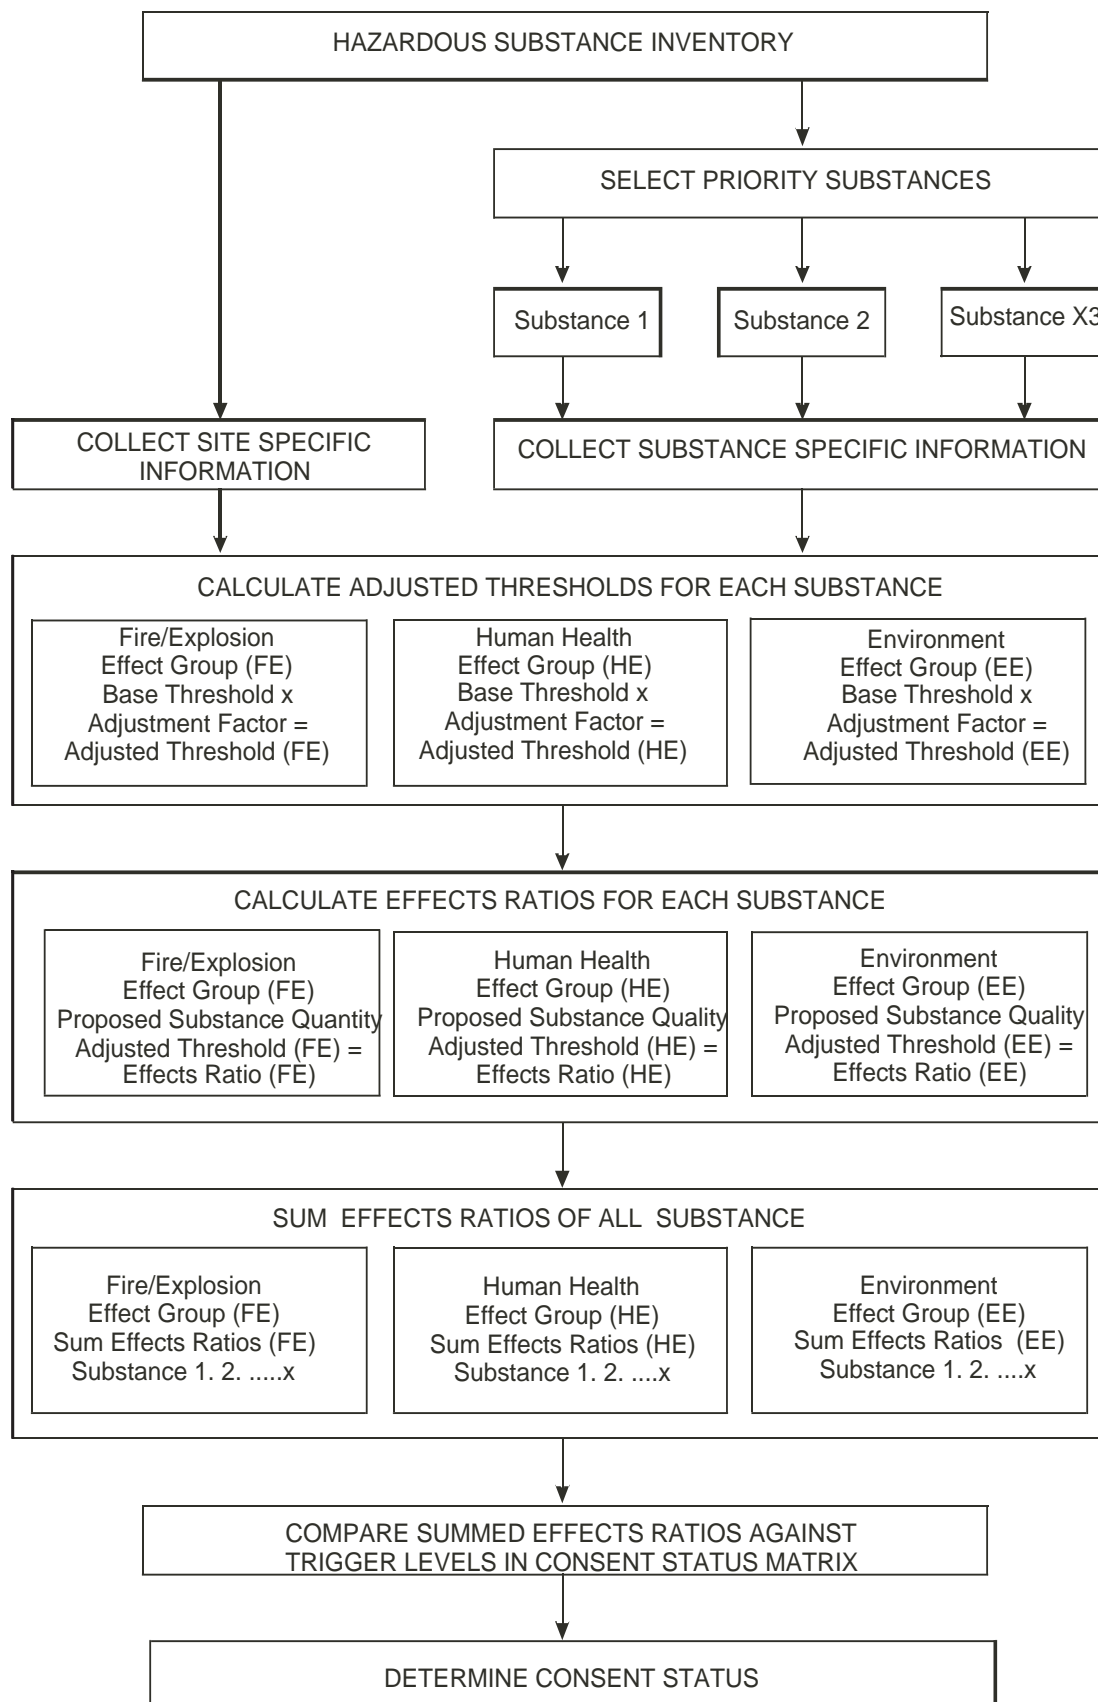 HAZARDOUS SUBSTANCE INVENTORY
SELECT PRIORITY SUBSTANCES
Substance 1
Substance 2
Substance X3
COLLECT SITE SPECIFIC
INFORMATION
COLLECT SUBSTANCE SPECIFIC INFORMATION
CALCULATE ADJUSTED THRESHOLDS FOR EACH SUBSTANCE
Fire/Explosion
Effect Group (FE)
Base Threshold x
Adjustment Factor =
Adjusted Threshold (FE)
Human Health
Effect Group (HE)
Base Threshold x
Adjustment Factor =
Adjusted Threshold (HE)
Environment
Effect Group (EE)
Base Threshold x
Adjustment Factor =
Adjusted Threshold (EE)
CALCULATE EFFECTS RATIOS FOR EACH SUBSTANCE
Fire/Explosion
Effect Group (FE)
Proposed Substance Quantity
Adjusted Threshold (FE) =
Effects Ratio (FE)
Human Health
Effect Group (HE)
Proposed Substance Quality
Adjusted Threshold (HE) =
Effects Ratio (HE)
Environment
Effect Group (EE)
Proposed Substance Quality
Adjusted Threshold (EE) =
Effects Ratio (EE)
SUM EFFECTS RATIOS OF ALL SUBSTANCE
Fire/Explosion
Effect Group (FE)
Sum Effects Ratios (FE)
Substance 1. 2. .....x
Human Health
Effect Group (HE)
Sum Effects Ratios (HE)
Substance 1. 2. ....x
Environment
Effect Group (EE)
Sum Effects Ratios (EE)
Substance 1. 2. ....x
COMPARE SUMMED EFFECTS RATIOS AGAINST
TRIGGER LEVELS IN CONSENT STATUS MATRIX
DETERMINE CONSENT STATUS